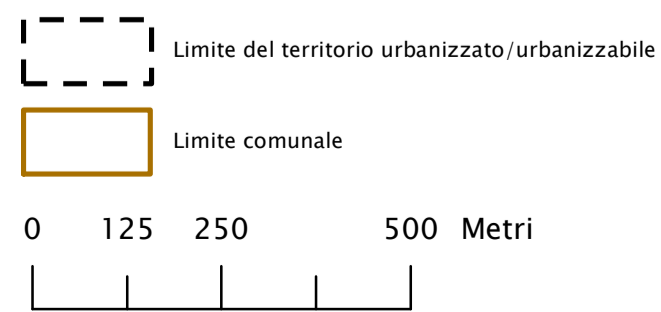 Limite del territorio urbanizzato/urbanizzabile
Limite comunale
0 125 250 500 Metri